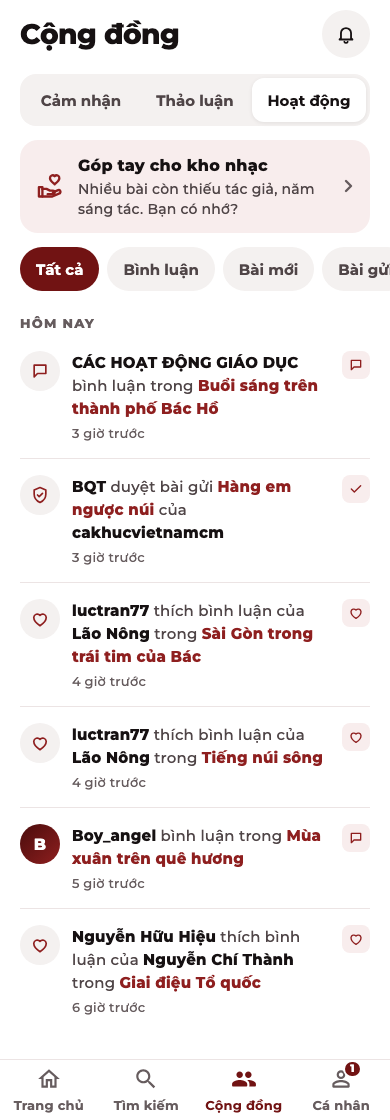 Cộng đồng
Cảm nhận Thảo luận Hoạt động
Góp tay cho kho nhạc
Nhiều bài còn thiếu tác giả, năm
sáng tác. Bạn có nhớ?
Tất cả Bình luận Bài mới Bài gửi
HÔM NAY
CÁC HOẠT ĐỘNG GIÁO DỤC
bình luận trong Buổi sáng trên
thành phố Bác Hồ
3 giờ trước
BQT duyệt bài gửi Hàng em
ngược núi của
cakhucvietnamcm
3 giờ trước
luctran77 thích bình luận của
Lão Nông trong Sài Gòn trong
trái tim của Bác
4 giờ trước
luctran77 thích bình luận của
Lão Nông trong Tiếng núi sông
4 giờ trước
B
Boy_angel bình luận trong Mùa
xuân trên quê hương
5 giờ trước
Nguyễn Hữu Hiệu thích bình
luận của Nguyễn Chí Thành
trong Giai điệu Tổ quốc
6 giờ trước
1
Trang chủ Tìm kiếm Cộng đồng Cá nhân